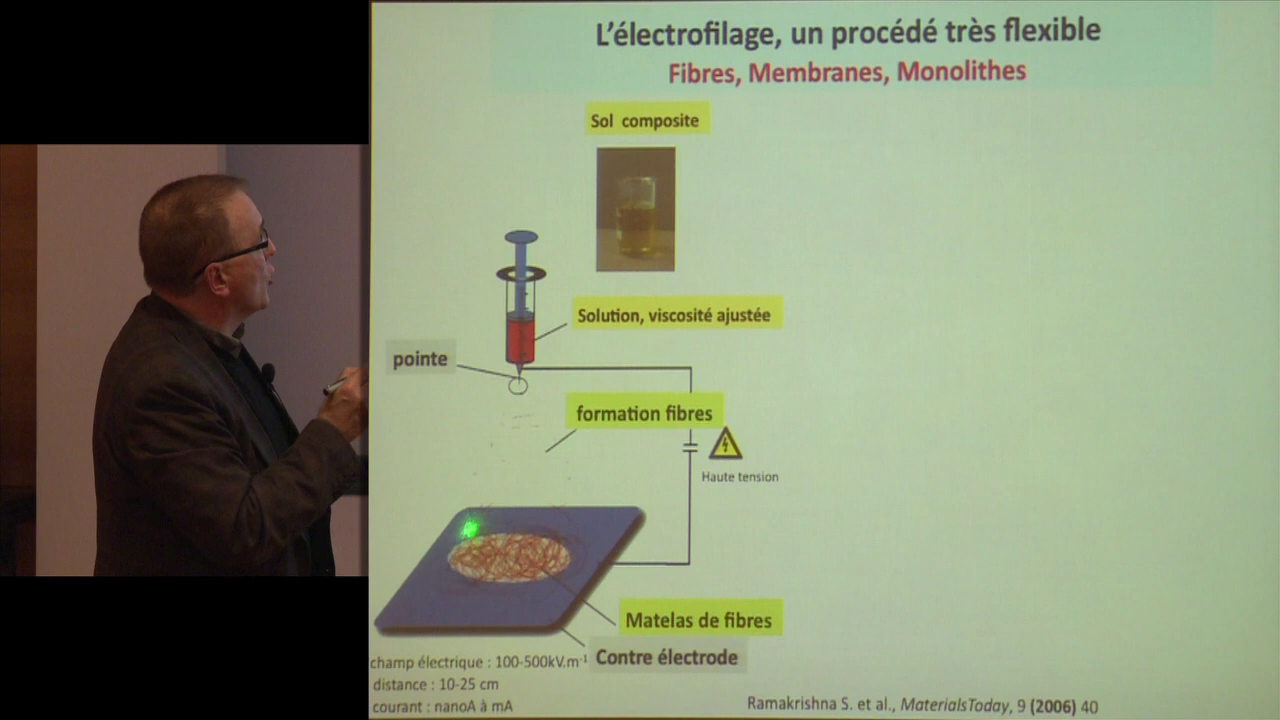 L'électrofilage, un procédé très flexible
Fibres, Membranes, Monolithes
Sol composite
Solution, viscosité ajustée
pointe
formation fibres
Haute tension
Matelas de fibres
Contre électrode
champ électrique : 100-500kV.m-1
distance : 10-25 cm
courant : nanoA à mA
Ramakrishna S. et al., MaterialsToday, 9 (2006) 40